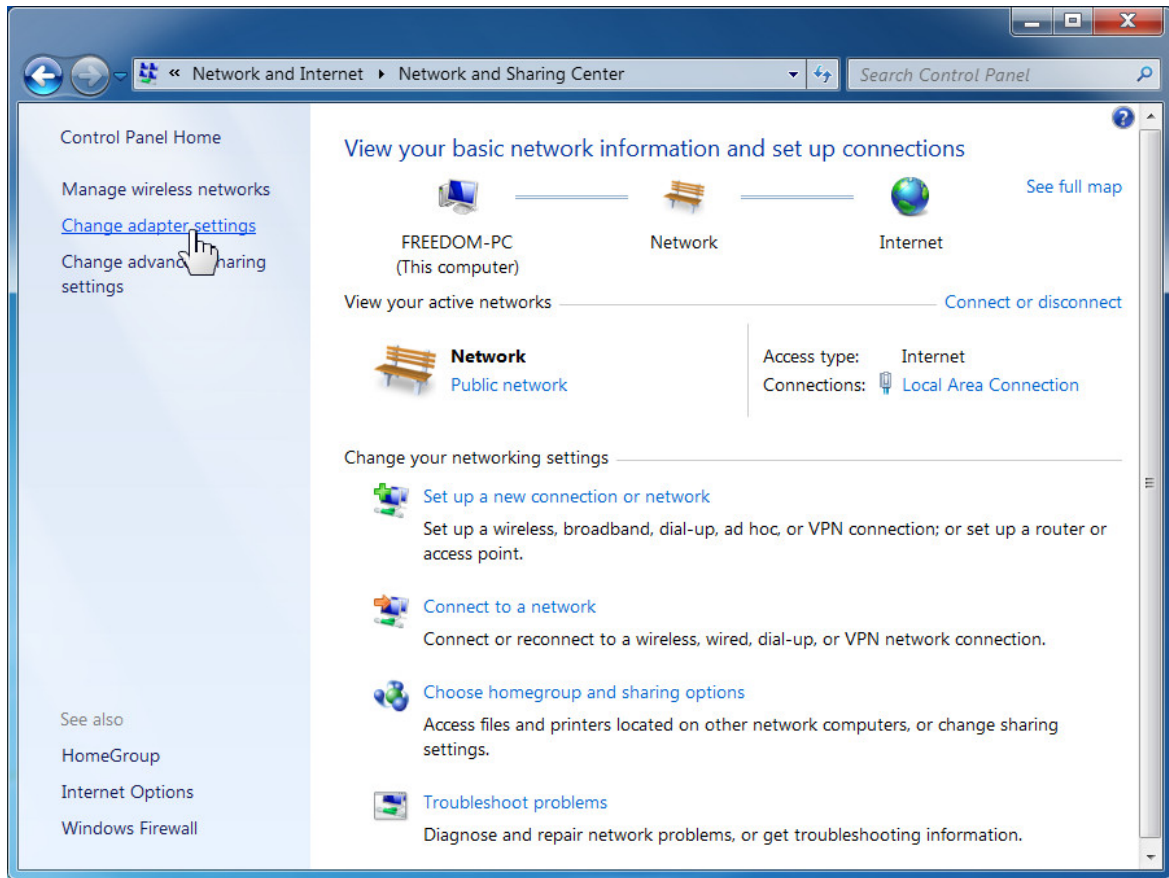 « Network and Internet ▸ Network and Sharing Center
Search Control Panel
Control Panel Home
Manage wireless networks
Change adapter settings
Change advanc haring
settings
See also
HomeGroup
Internet Options
Windows Firewall
View your basic network information and set up connections
See full map
FREEDOM-PC
(This computer)
Network
Internet
View your active networks
Connect or disconnect
Network
Public network
Access type: Internet
Connections: Local Area Connection
Change your networking settings
Set up a new connection or network
Set up a wireless, broadband, dial-up, ad hoc, or VPN connection; or set up a router or
access point.
Connect to a network
Connect or reconnect to a wireless, wired, dial-up, or VPN network connection.
Choose homegroup and sharing options
Access files and printers located on other network computers, or change sharing
settings.
Troubleshoot problems
Diagnose and repair network problems, or get troubleshooting information.